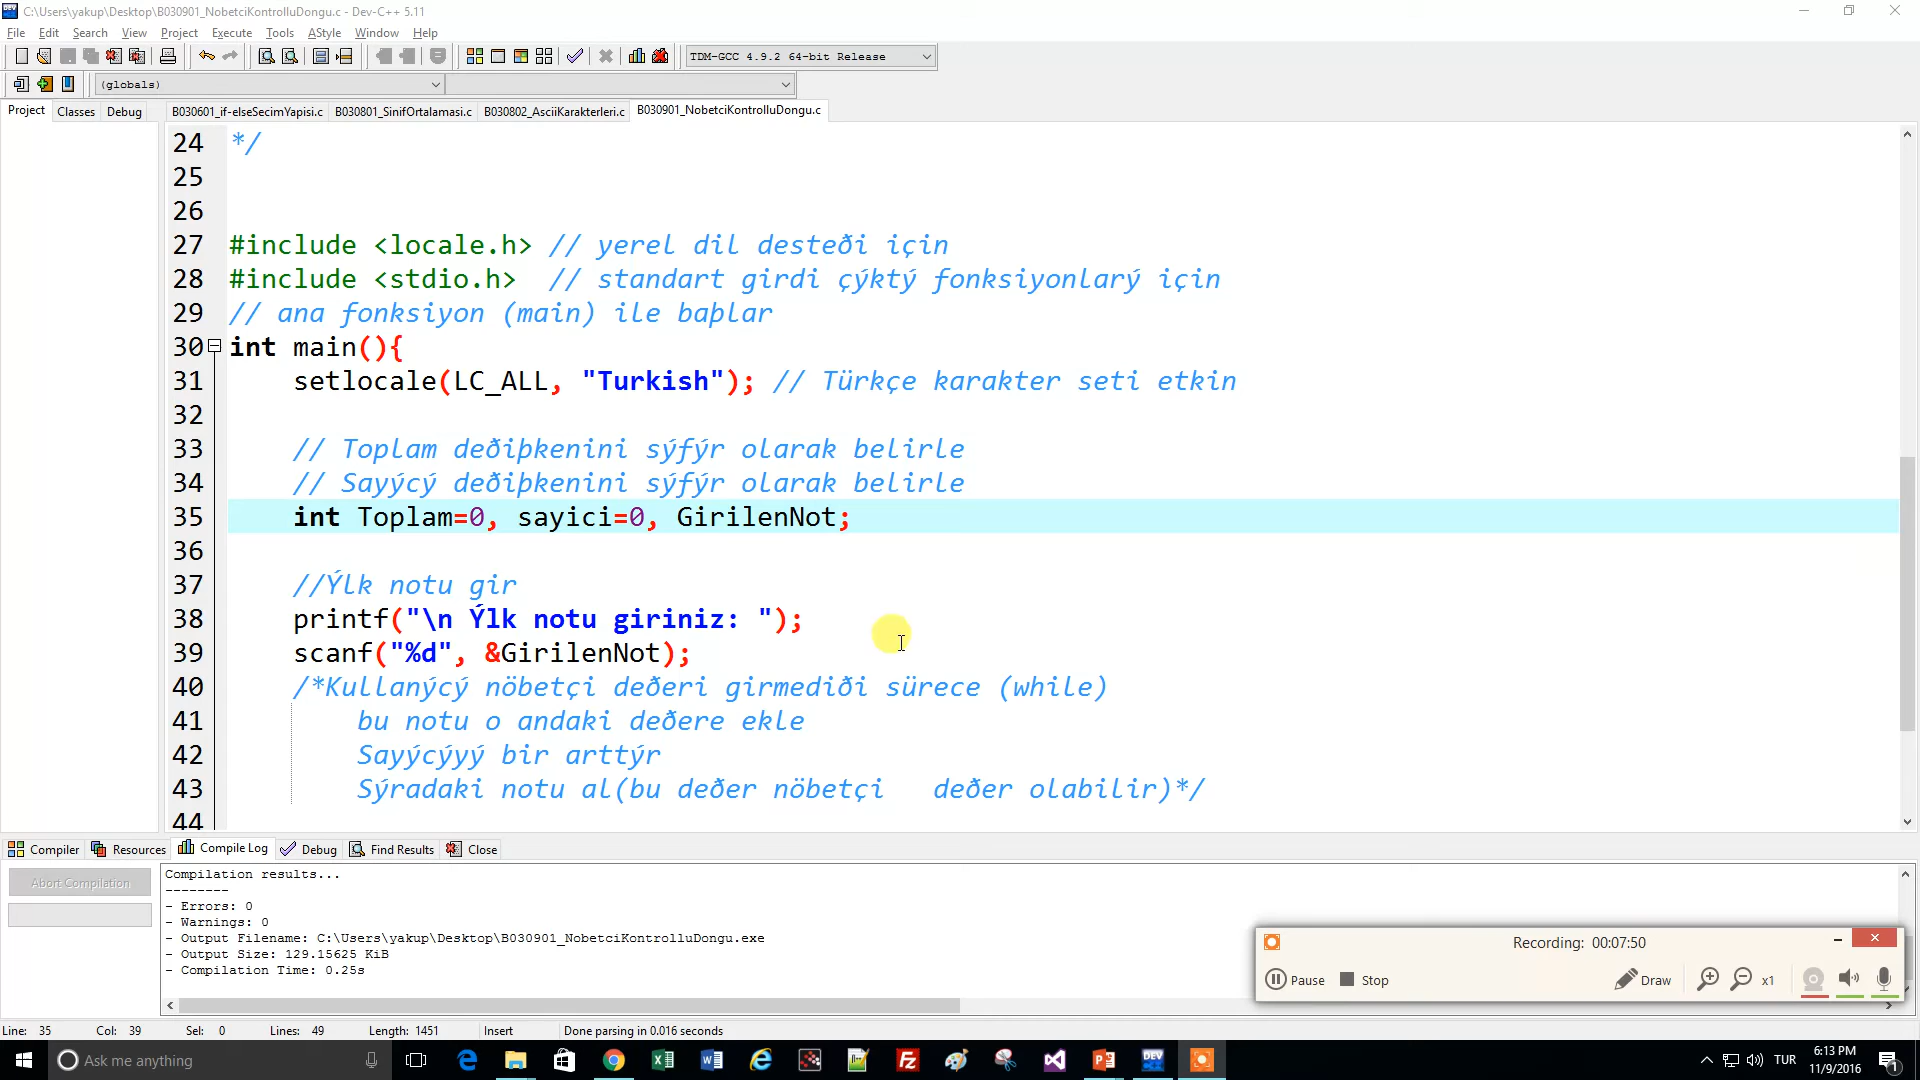 C:\Users\yakup\Desktop\B030901_NobetciKontrolluDongu.c - Dev-C++ 5.11
File Edit Search View Project Execute Tools AStyle Window Help
TDM-GCC 4.9.2 64-bit Release
(globals)
Project Classes Debug B030601_if-elseSecimYapisi.c B030801_SinifOrtalamasi.c B030802_AsciiKarakterleri.c B030901_NobetciKontrolluDongu.c
24 */
25
26
27 #include <locale.h> // yerel dil desteði için
28 #include <stdio.h>  // standart girdi çýktý fonksiyonlarý için
29 // ana fonksiyon (main) ile baþlar
30 int main(){
31 setlocale(LC_ALL, "Turkish"); // Türkçe karakter seti etkin
32
33 // Toplam deðiþkenini sýfýr olarak belirle
34 // Sayýcý deðiþkenini sýfýr olarak belirle
35 int Toplam=0, sayici=0, GirilenNot;
36
37 //Ýlk notu gir
38 printf("\n Ýlk notu giriniz: ");
39 scanf("%d", &GirilenNot);
40 /*Kullanýcý nöbetçi deðeri girmediði sürece (while)
41 bu notu o andaki deðere ekle
42 Sayýcýyý bir arttýr
43 Sýradaki notu al(bu deðer nöbetçi   deðer olabilir)*/
44
Compiler Resources Compile Log Debug Find Results Close
Abort Compilation
Compilation results...
--------
- Errors: 0
- Warnings: 0
- Output Filename: C:\Users\yakup\Desktop\B030901_NobetciKontrolluDongu.exe
- Output Size: 129.15625 KiB
- Compilation Time: 0.25s
Recording: 00:07:50
Pause Stop Draw x1
Line: 35 Col: 39 Sel: 0 Lines: 49 Length: 1451 Insert Done parsing in 0.016 seconds
Ask me anything
DEV
TUR
6:13 PM
11/9/2016
1